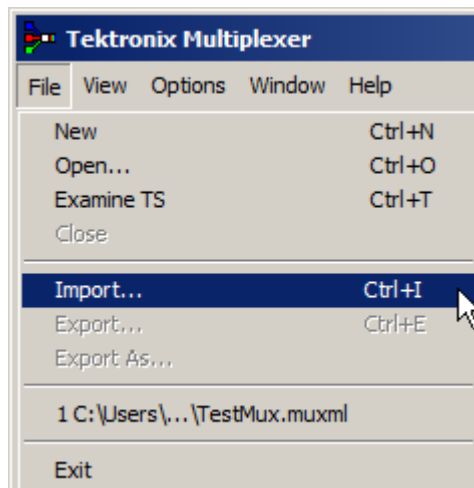 Tektronix Multiplexer
File View Options Window Help
New Ctrl+N
Open... Ctrl+O
Examine TS Ctrl+T
Close
Import... Ctrl+I
Export... Ctrl+E
Export As...
1 C:\Users\...\TestMux.muxml
Exit